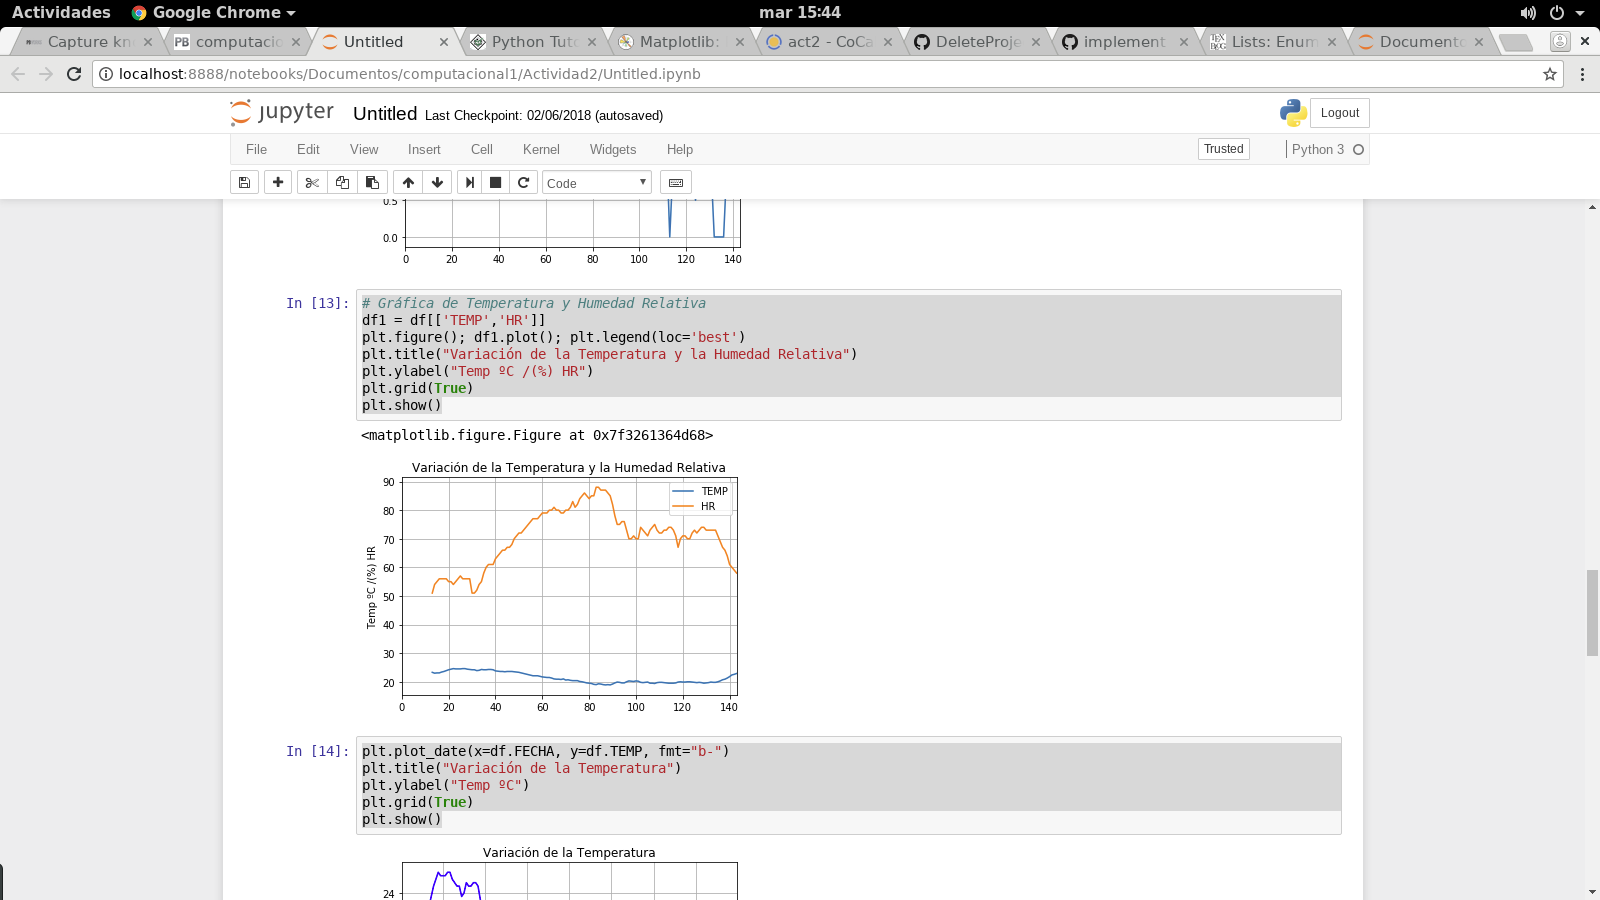 Actividades Google Chrome mar 15:44
Capture kn computacio Untitled Python Tuto Matplotlib: act2 - CoCa DeleteProje implement Lists: Enum Documento
localhost:8888/notebooks/Documentos/computacional1/Actividad2/Untitled.ipynb
jupyter Untitled Last Checkpoint: 02/06/2018 (autosaved) Logout
File Edit View Insert Cell Kernel Widgets Help Trusted Python 3
Code
0.5
0.0
0 20 40 60 80 100 120 140
In [13]: # Gráfica de Temperatura y Humedad Relativa
df1 = df[['TEMP','HR']]
plt.figure(); df1.plot(); plt.legend(loc='best')
plt.title("Variación de la Temperatura y la Humedad Relativa")
plt.ylabel("Temp ºC /(%) HR")
plt.grid(True)
plt.show()
<matplotlib.figure.Figure at 0x7f3261364d68>
Variación de la Temperatura y la Humedad Relativa
90
80
70
60
50
40
30
20
Temp ºC /(%) HR
TEMP
HR
0 20 40 60 80 100 120 140
In [14]: plt.plot_date(x=df.FECHA, y=df.TEMP, fmt="b-")
plt.title("Variación de la Temperatura")
plt.ylabel("Temp ºC")
plt.grid(True)
plt.show()
Variación de la Temperatura
24